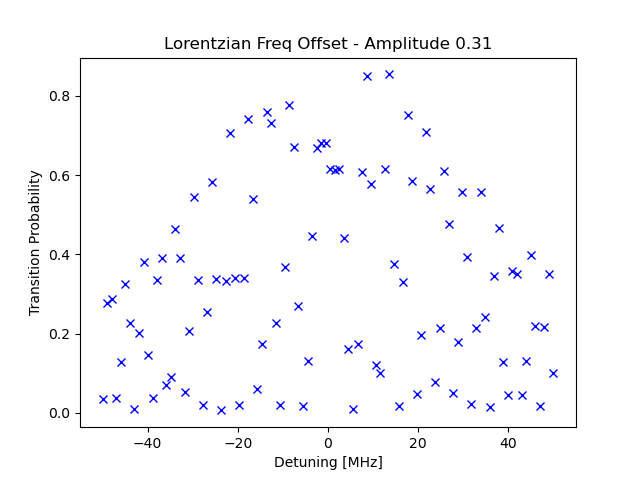 Lorentzian Freq Offset - Amplitude 0.31
Transition Probability
0.8
0.6
0.4
0.2
0.0
−40 −20 0 20 40
Detuning [MHz]